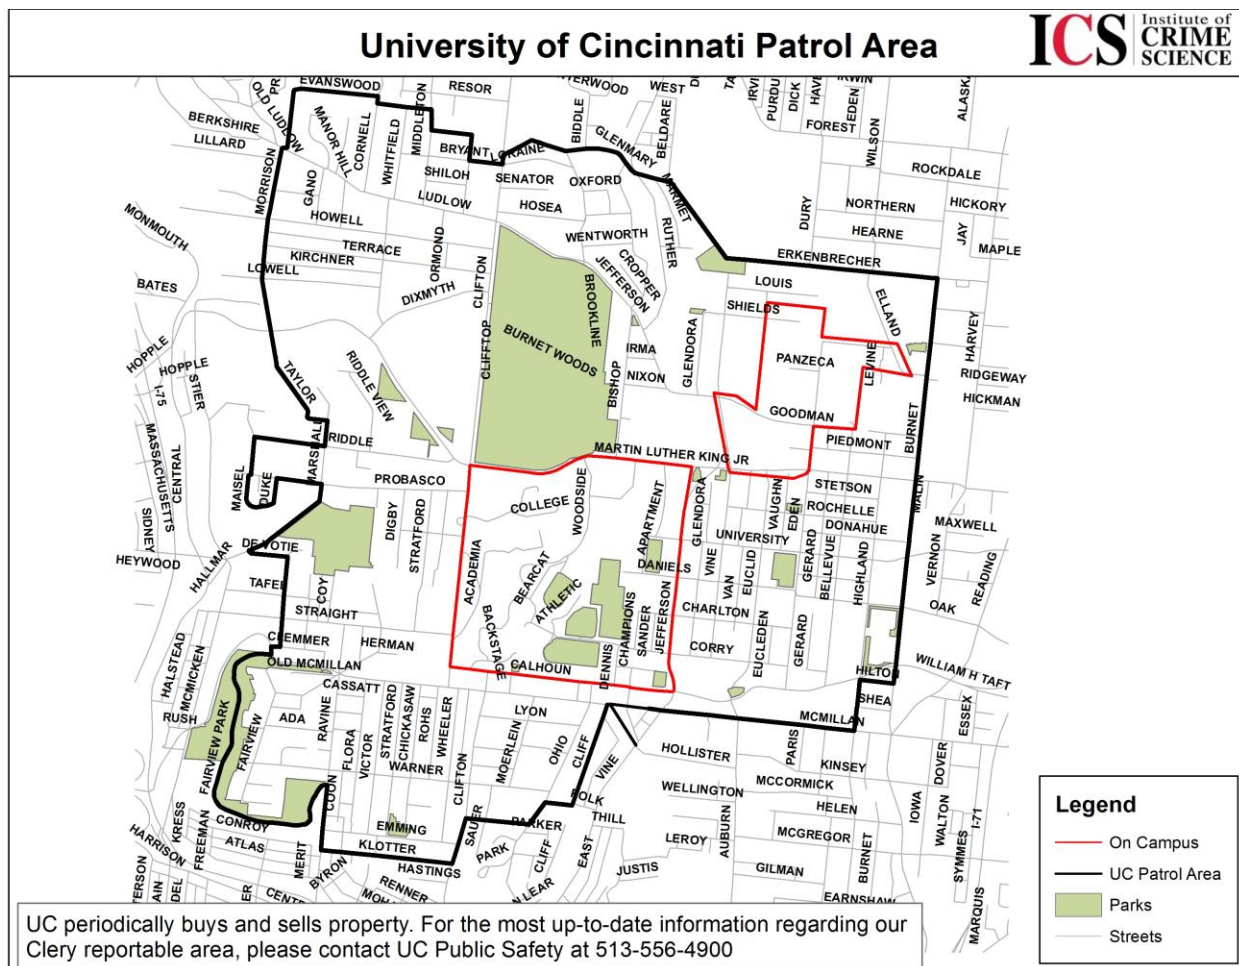 University of Cincinnati Patrol Area
ICS
Institute of
CRIME
SCIENCE
EVANSWOOD
RESOR
WEST
OLD LUDLOW
BERKSHIRE
LILLARD
MANOR HILL
CORNELL
WHITFIELD
MIDDLETON
BRYANT
LORAINE
BIDDLE
GLENMARY
BELDARE
DICK
EDEN
FOREST
WILSON
ROCKDALE
MORRISON
GANO
SHILOH
SENATOR
OXFORD
MARMET
LUDLOW
HOSEA
HOWELL
RUTHER
DURY
NORTHERN
HICKORY
MONMOUTH
TERRACE
ORMOND
WENTWORTH
HEARNE
JAY
MAPLE
KIRCHNER
LOWELL
CROPPER
JEFFERSON
ERKENBRECHER
BATES
DIXMYTH
CLIFTON
BROOKLINE
LOUIS
SHIELDS
ELLAND
HOPPLE
HOPPLE
I-75
STIER
TAYLOR
RIDDLE VIEW
CLIFFTOP
BURNET WOODS
BISHOP
IRMA
NIXON
GLENDORA
PANZECA
LEVINE
HARVEY
RIDGEWAY
HICKMAN
GOODMAN
BURNET
MASSACHUSETTS
CENTRAL
MARSHALL
RIDDLE
MARTIN LUTHER KING JR
PIEDMONT
MAISEL
DUKE
PROBASCO
SIDNEY
COLLEGE
WOODSIDE
APARTMENT
GLENDORA
VAUGHN
EDEN
STETSON
ROCHELLE
MALIN
DIGBY
STRATFORD
DONAHUE
MAXWELL
HEYWOOD
HALLMAR
DE VOTIE
UNIVERSITY
GERARD
BELLEVUE
HIGHLAND
VERNON
READING
ACADEMIA
BEARCAT
ATHLETIC
DANIELS
VINE
VAN
EUCLID
TAFEL
COY
STRAIGHT
CHAMPIONS
SANDER
JEFFERSON
CHARLTON
OAK
BACKSTAGE
CLEMMER
HERMAN
CORRY
EUCLEDEN
GERARD
HALSTEAD
MCMICKEN
OLD MCMILLAN
CALHOUN
DENNIS
HILTON
WILLIAM H TAFT
CASSATT
SHEA
ESSEX
RUSH
FAIRVIEW PARK
FAIRVIEW
ADA
RAVINE
FLORA
VICTOR
STRATFORD
CHICKASAW
ROHS
WHEELER
LYON
MCMILLAN
CLIFTON
MOERLEIN
OHIO
CLIFF
VINE
HOLLISTER
PARIS
KINSEY
DOVER
WARNER
WELLINGTON
MCCORMICK
COON
HELEN
IOWA
WALTON
I-71
KRESS
FREEMAN
CONROY
ATLAS
EMMING
KLOTTER
SAUER
PARKER
THILL
AUBURN
MCGREGOR
LEROY
HARRISON
MERIT
BYRON
HASTINGS
PARK
CLIFF
EAST
JUSTIS
GILMAN
BURNET
SYMMES
RENNER
EARNSHAW
MARQUIS
Legend
On Campus
UC Patrol Area
Parks
Streets
UC periodically buys and sells property. For the most up-to-date information regarding our
Clery reportable area, please contact UC Public Safety at 513-556-4900